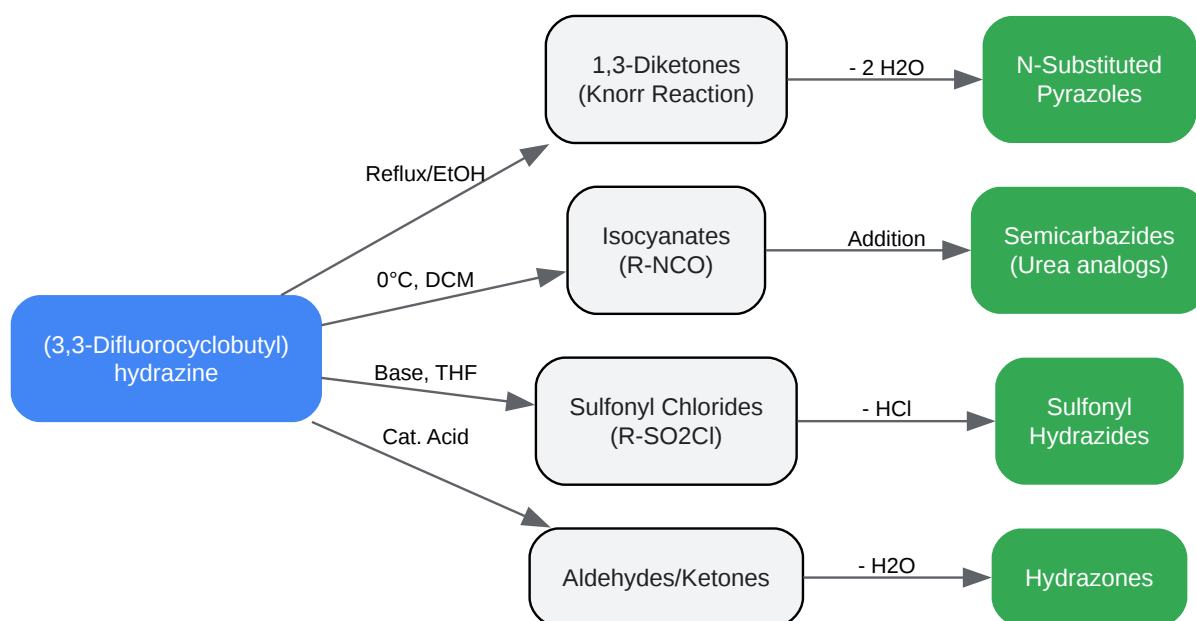 1,3-Diketones
(Knorr Reaction)
- 2 H2O
N-Substituted
Pyrazoles
Reflux/EtOH
Isocyanates
(R-NCO)
Addition
Semicarbazides
(Urea analogs)
0°C, DCM
(3,3-Difluorocyclobutyl)
hydrazine
Base, THF
Sulfonyl Chlorides
(R-SO2Cl)
- HCl
Sulfonyl
Hydrazides
Cat. Acid
Aldehydes/Ketones
- H2O
Hydrazones